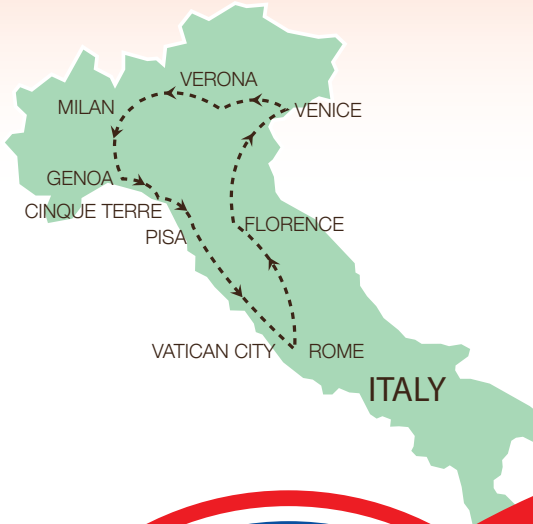 VERONA
MILAN
VENICE
GENOA
CINQUE TERRE
PISA
FLORENCE
VATICAN CITY
ROME
ITALY